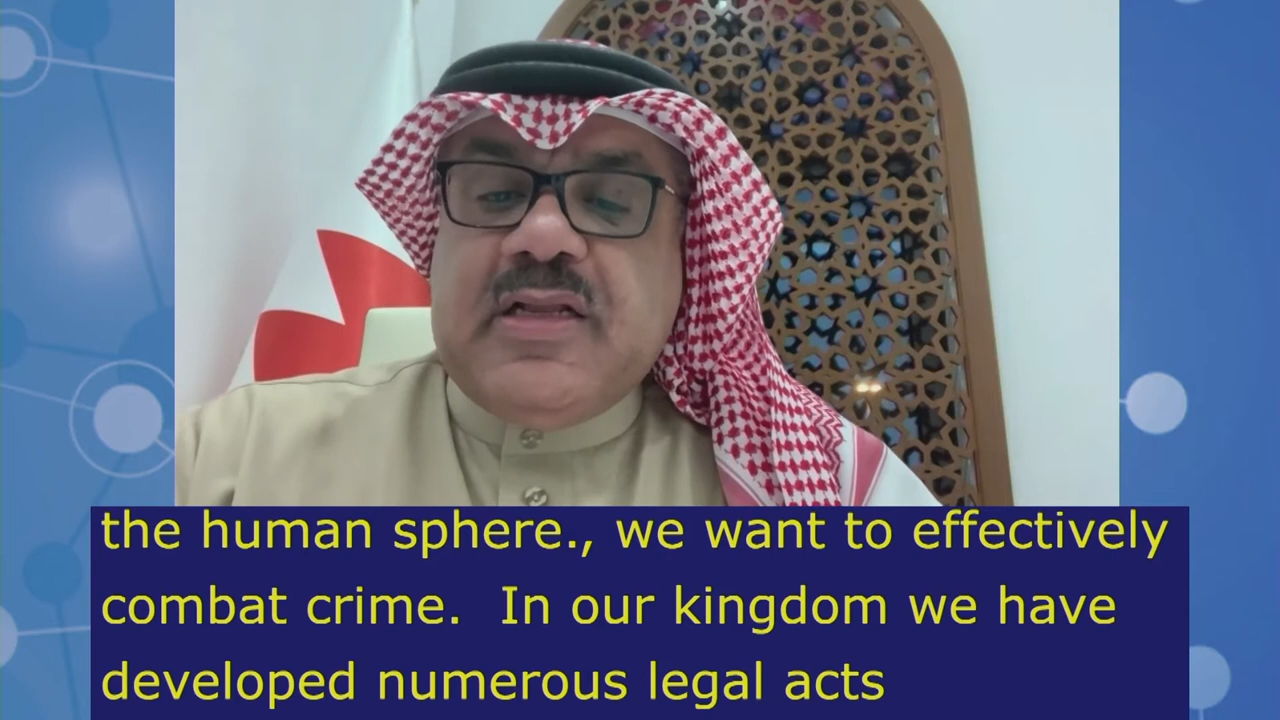 the human sphere., we want to effectively
combat crime.  In our kingdom we have
developed numerous legal acts